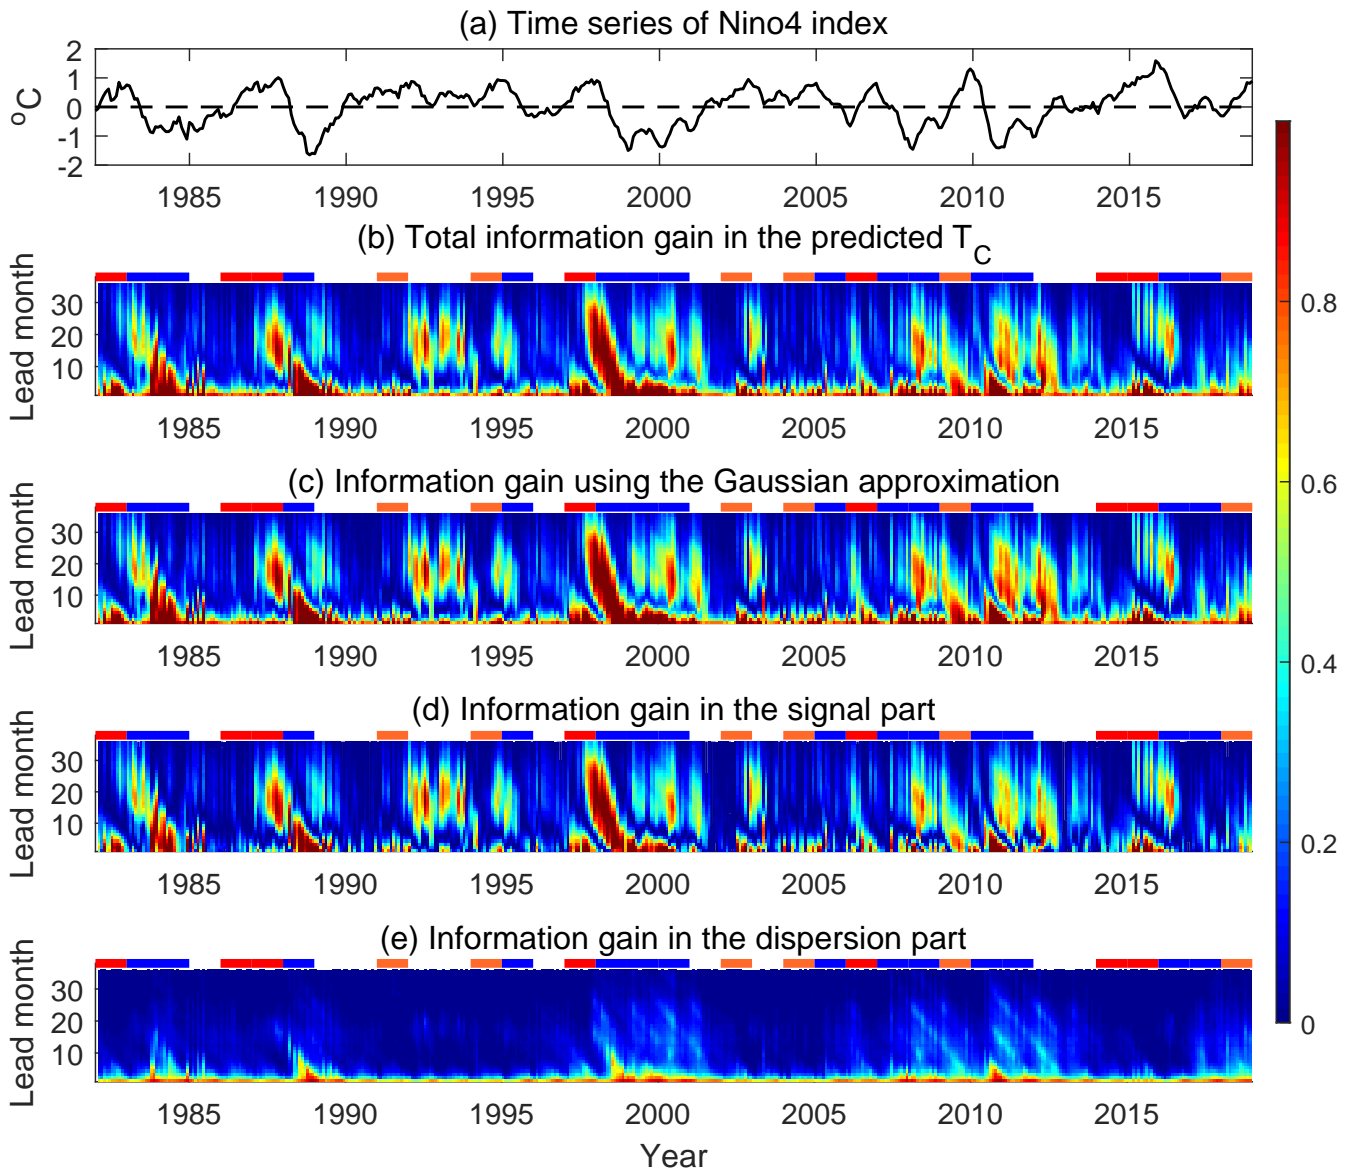 (a) Time series of Nino4 index
2
1
0
-1
-2
°C
1985 1990 1995 2000 2005 2010 2015
(b) Total information gain in the predicted T_C
30
20
10
Lead month
1985 1990 1995 2000 2005 2010 2015
(c) Information gain using the Gaussian approximation
30
20
10
Lead month
1985 1990 1995 2000 2005 2010 2015
(d) Information gain in the signal part
30
20
10
Lead month
1985 1990 1995 2000 2005 2010 2015
(e) Information gain in the dispersion part
30
20
10
Lead month
1985 1990 1995 2000 2005 2010 2015
Year
0.8
0.6
0.4
0.2
0